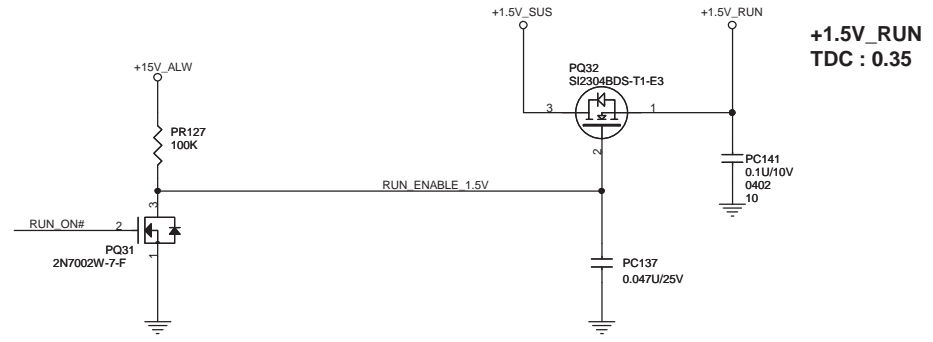 +1.5V_SUS
+1.5V_RUN
+1.5V_RUN
TDC : 0.35
+15V_ALW
PQ32
SI2304BDS-T1-E3
3
1
2
PR127
100K
PC141
0.1U/10V
0402
10
RUN_ENABLE_1.5V
3
RUN_ON#
2
PQ31
2N7002W-7-F
1
PC137
0.047U/25V